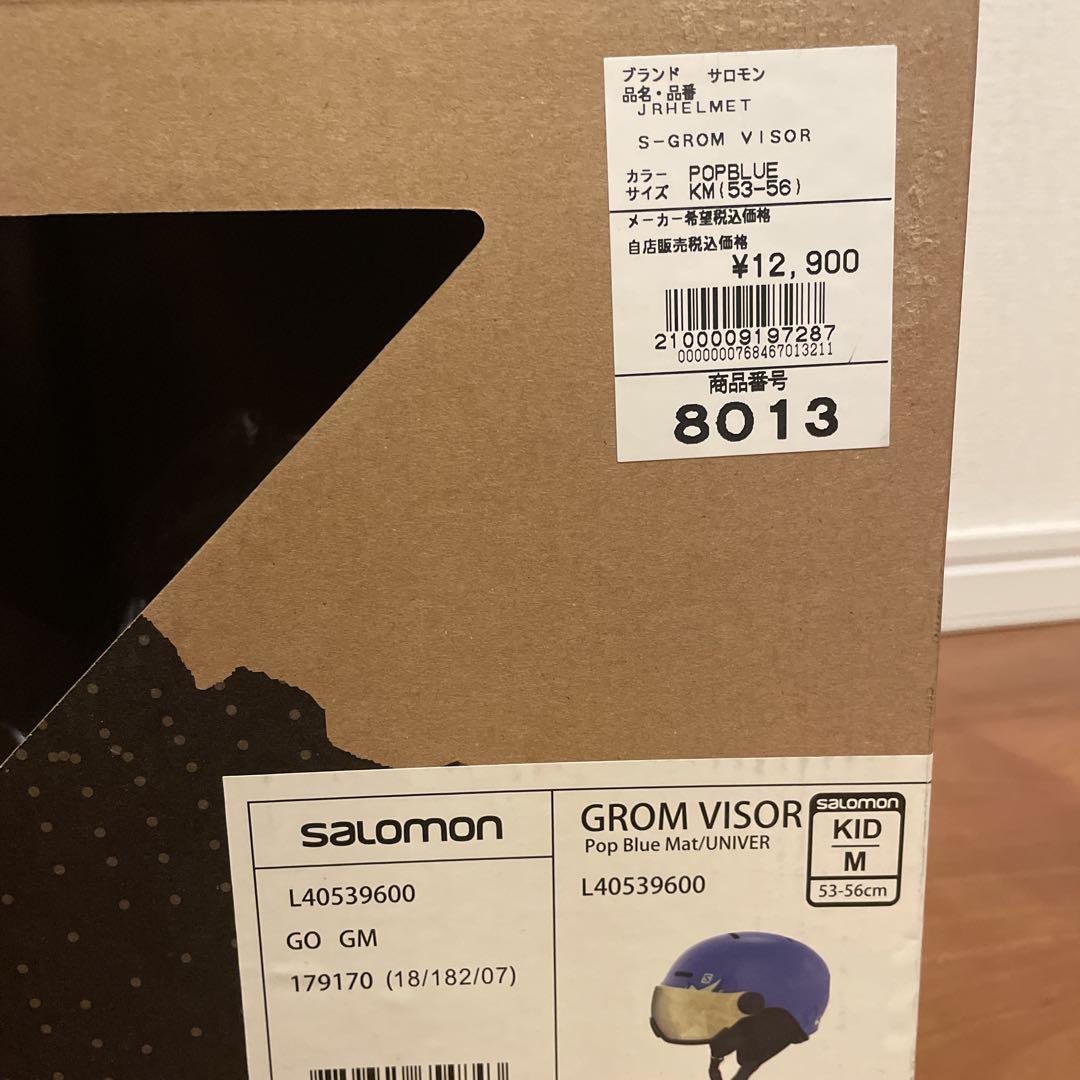 ブランド サロモン
品名・品番
JRHELMET
S-GROM VISOR
カラー POPBLUE
サイズ KM(53-56)
メーカー希望税込価格
自店販売税込価格
¥12,900
2100009197287
0000000768467013211
商品番号
8013
salomon
L40539600
GO GM
179170 (18/182/07)
GROM VISOR
Pop Blue Mat/UNIVER
L40539600
salomon
KID
M
53-56cm